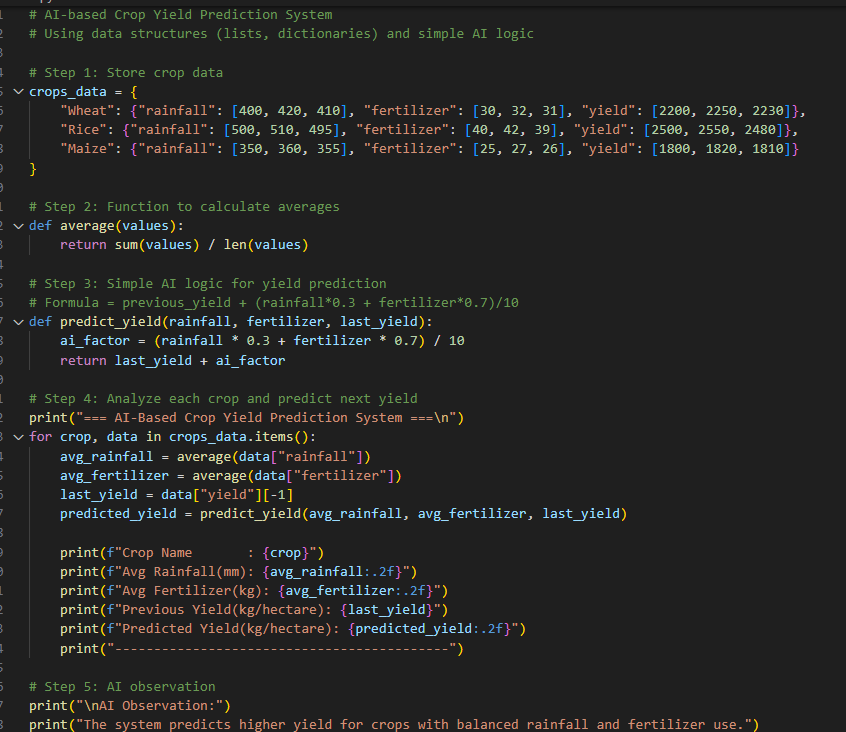 # AI-based Crop Yield Prediction System
# Using data structures (lists, dictionaries) and simple AI logic

# Step 1: Store crop data
crops_data = {
    "Wheat": {"rainfall": [400, 420, 410], "fertilizer": [30, 32, 31], "yield": [2200, 2250, 2230]},
    "Rice": {"rainfall": [500, 510, 495], "fertilizer": [40, 42, 39], "yield": [2500, 2550, 2480]},
    "Maize": {"rainfall": [350, 360, 355], "fertilizer": [25, 27, 26], "yield": [1800, 1820, 1810]}
}

# Step 2: Function to calculate averages
def average(values):
    return sum(values) / len(values)

# Step 3: Simple AI logic for yield prediction
# Formula = previous_yield + (rainfall*0.3 + fertilizer*0.7)/10
def predict_yield(rainfall, fertilizer, last_yield):
    ai_factor = (rainfall * 0.3 + fertilizer * 0.7) / 10
    return last_yield + ai_factor

# Step 4: Analyze each crop and predict next yield
print("=== AI-Based Crop Yield Prediction System ===\n")
for crop, data in crops_data.items():
    avg_rainfall = average(data["rainfall"])
    avg_fertilizer = average(data["fertilizer"])
    last_yield = data["yield"][-1]
    predicted_yield = predict_yield(avg_rainfall, avg_fertilizer, last_yield)

    print(f"Crop Name       : {crop}")
    print(f"Avg Rainfall(mm): {avg_rainfall:.2f}")
    print(f"Avg Fertilizer(kg): {avg_fertilizer:.2f}")
    print(f"Previous Yield(kg/hectare): {last_yield}")
    print(f"Predicted Yield(kg/hectare): {predicted_yield:.2f}")
    print("-------------------------------------------")

# Step 5: AI observation
print("\nAI Observation:")
print("The system predicts higher yield for crops with balanced rainfall and fertilizer use.")